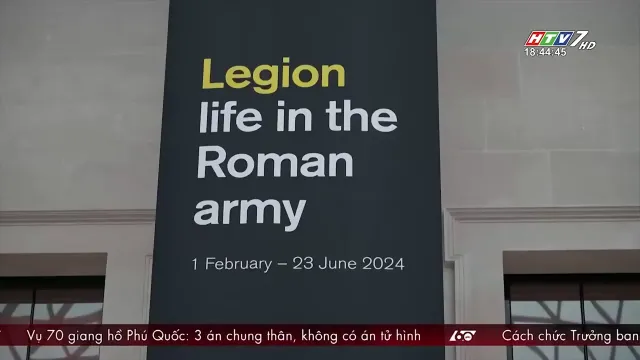 HTV7 HD
18:44:45
Legion
life in the
Roman
army
1 February – 23 June 2024
Vụ 70 giang hồ Phú Quốc: 3 án chung thân, không có án tử hình
60 Cách chức Trưởng ban